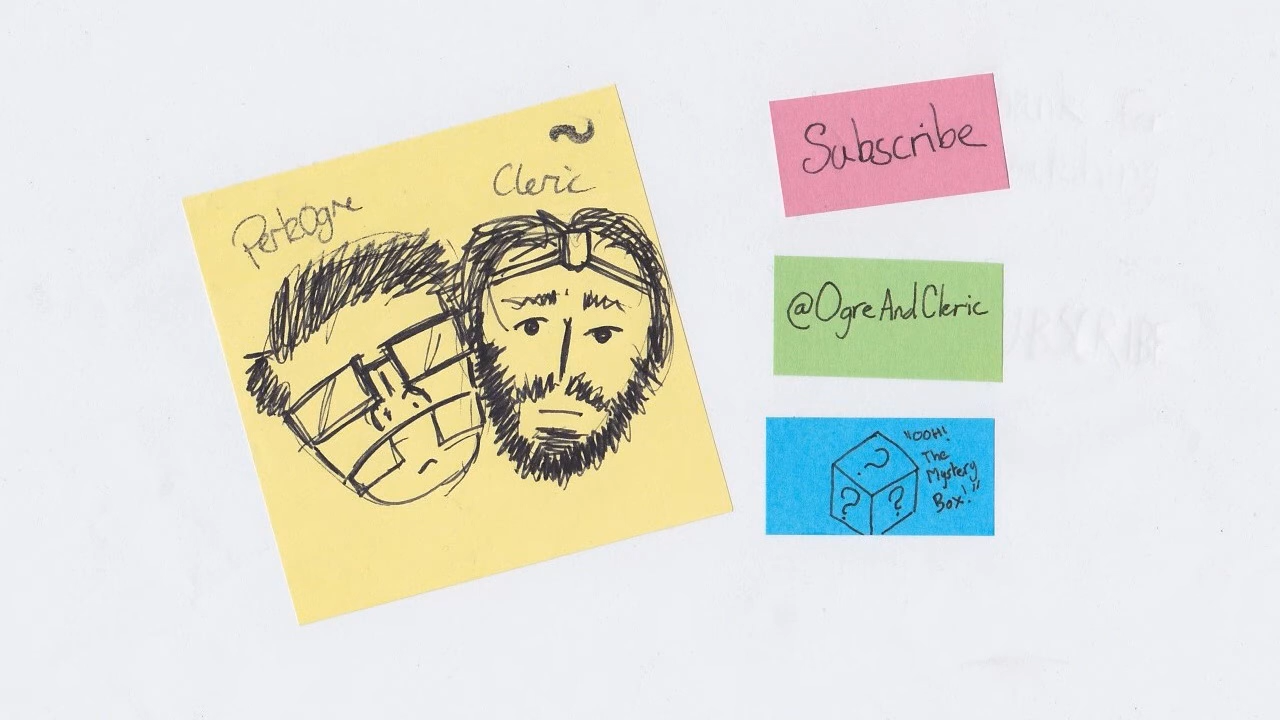 ~
Cleric
PerkOgre
Subscribe
@OgreAndCleric
"OOH!
The
Mystery
Box!"
? ? ?